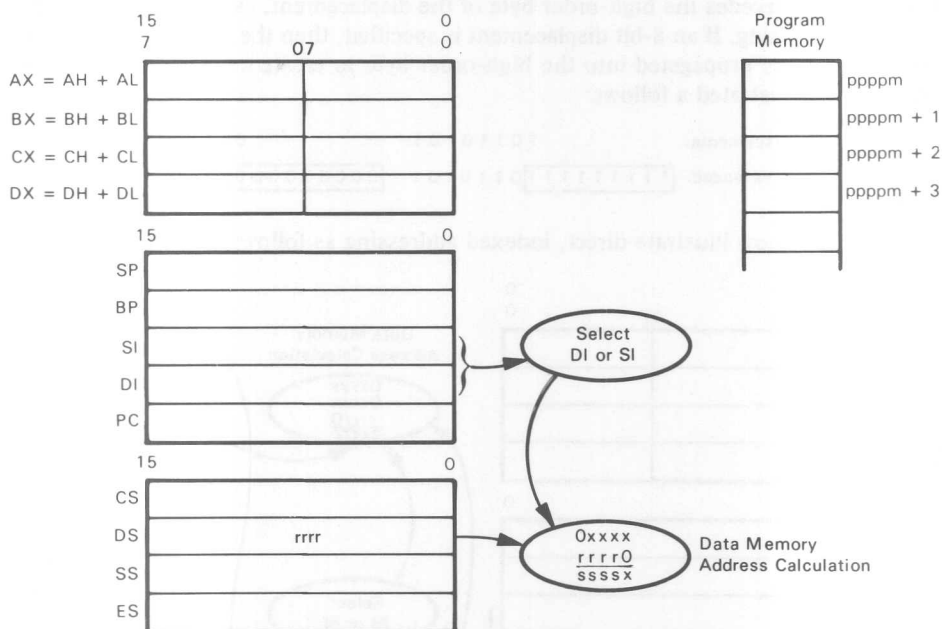 15 0
7 07 0
AX = AH + AL
BX = BH + BL
CX = CH + CL
DX = DH + DL
Program
Memory
ppppm
ppppm + 1
ppppm + 2
ppppm + 3
15 0
SP
BP
SI
DI
PC
Select
DI or SI
15 0
CS
DS rrrr
SS
ES
0xxxx
rrrr0
ssssx
Data Memory
Address Calculation